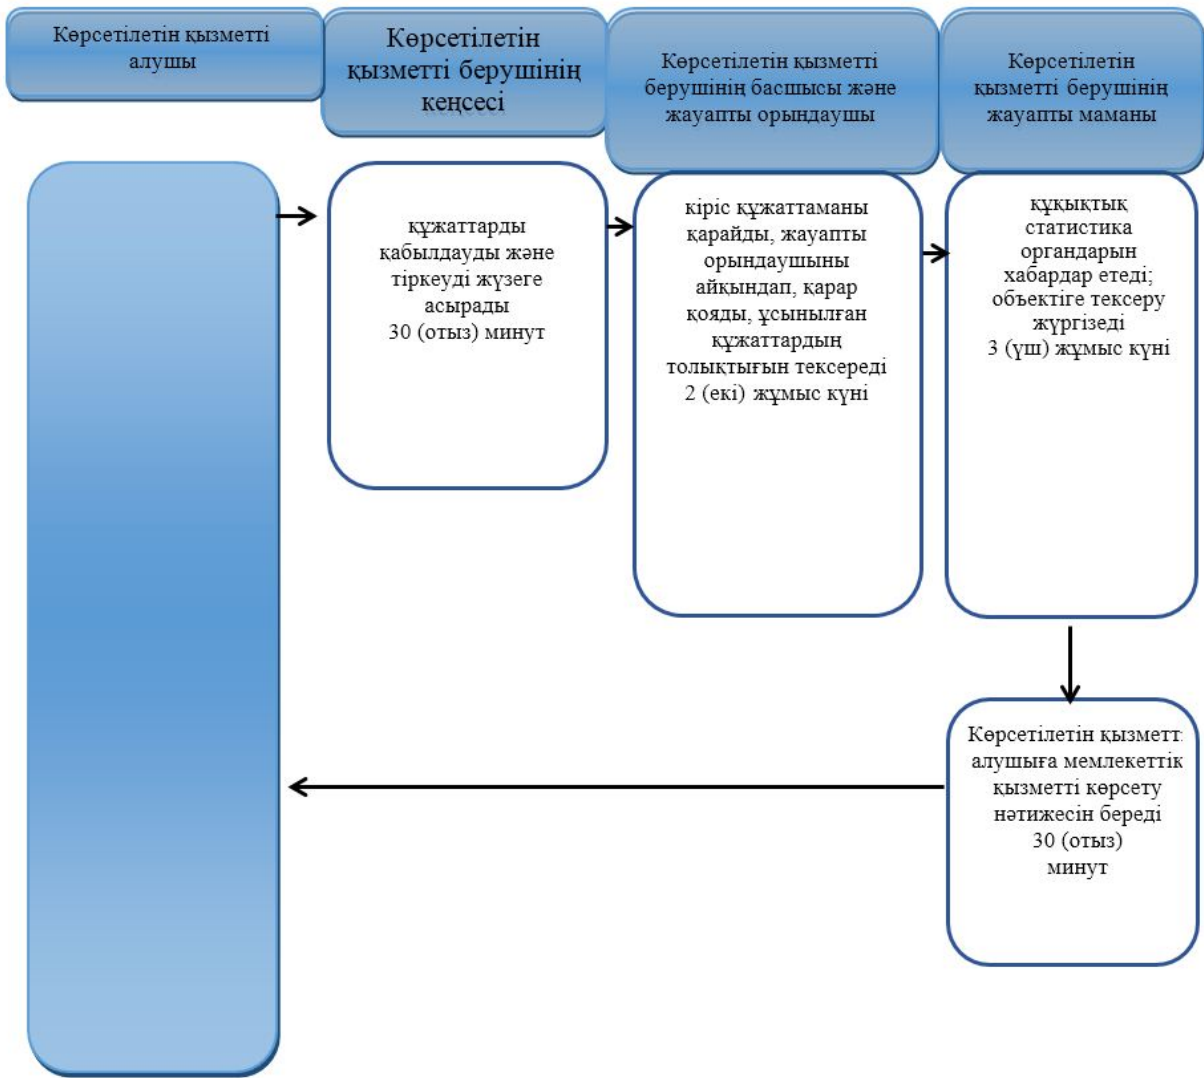 Көрсетілетін қызметті
алушы
Көрсетілетін
қызметті берушінің
кеңсесі
Көрсетілетін қызметті
берушінің басшысы және
жауапты орындаушы
Көрсетілетін
қызметті берушінің
жауапты маманы
құжаттарды
қабылдауды және
тіркеуді жүзеге
асырады
30 (отыз) минут
кіріс құжаттаманы
қарайды, жауапты
орындаушыны
айқындап, қарар
қояды, ұсынылған
құжаттардың
толықтығын тексереді
2 (екі) жұмыс күні
құқықтық
статистика
органдарын
хабардар етеді;
объектіге тексеру
жүргізеді
3 (үш) жұмыс күні
Көрсетілетін қызметті
алушыға мемлекеттік
қызметті көрсету
нәтижесін береді
30 (отыз)
минут